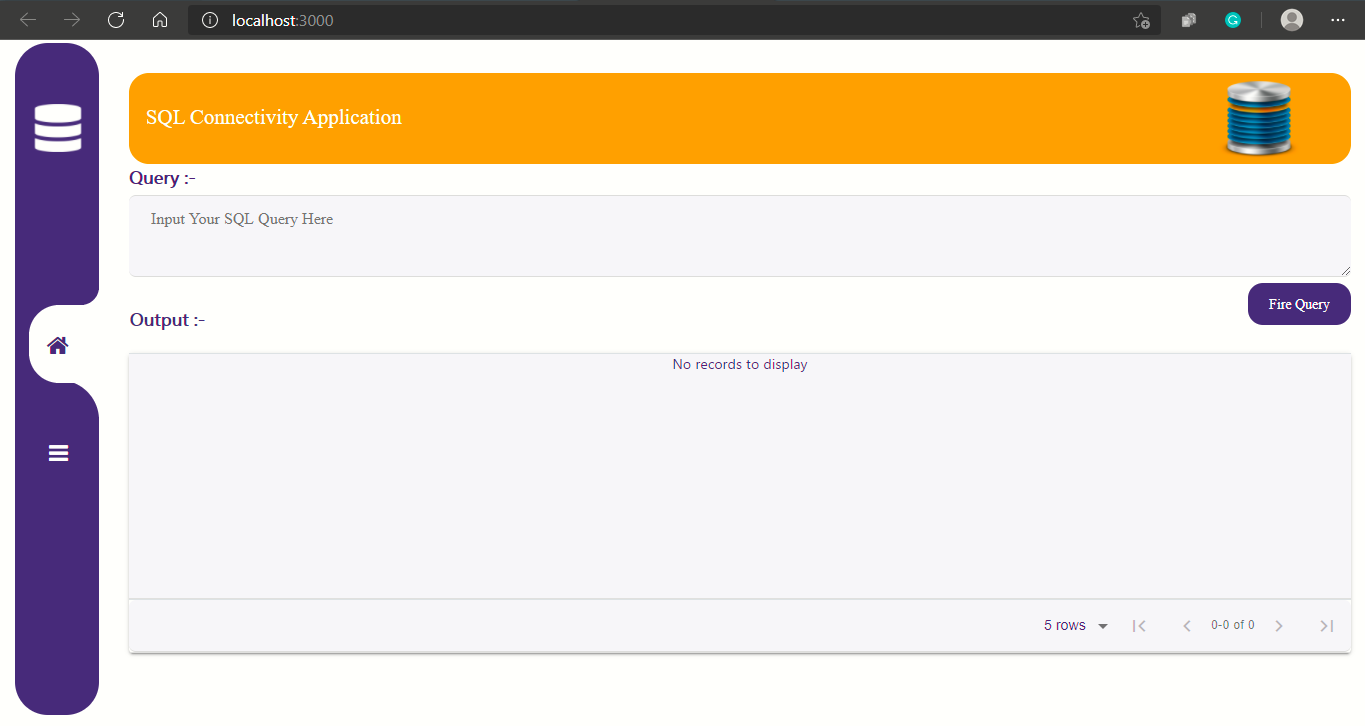 localhost:3000
SQL Connectivity Application
Query :-
Input Your SQL Query Here
Fire Query
Output :-
No records to display
5 rows 0-0 of 0